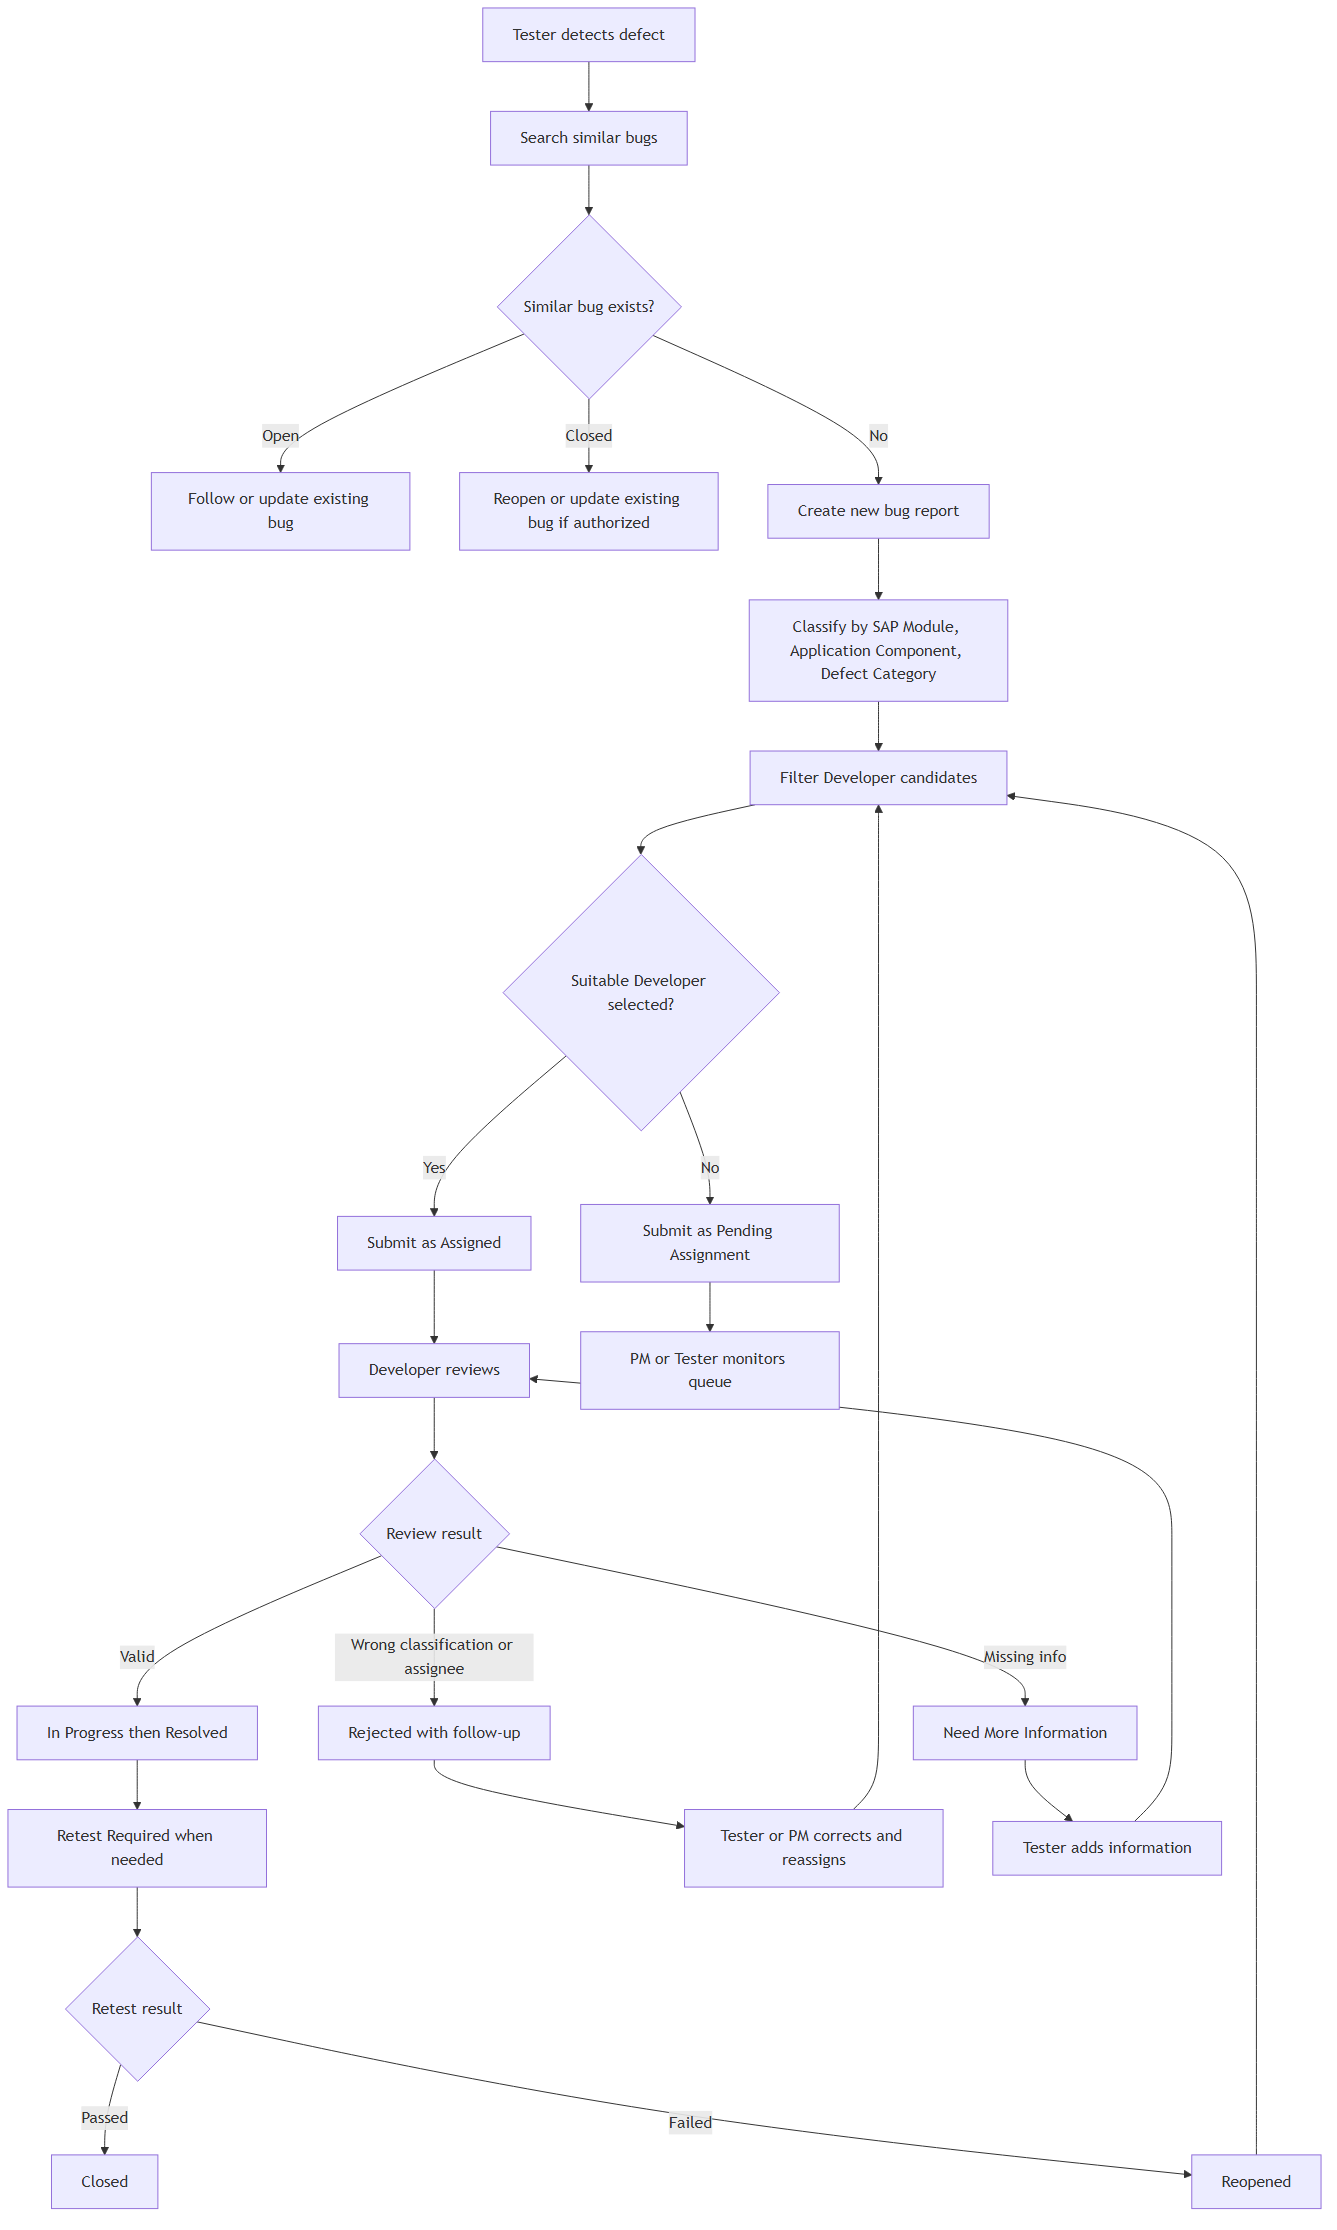 Tester detects defect
Search similar bugs
Similar bug exists?
Open
Closed
No
Follow or update existing
bug
Reopen or update existing
bug if authorized
Create new bug report
Classify by SAP Module,
Application Component,
Defect Category
Filter Developer candidates
Suitable Developer
selected?
Yes
No
Submit as Assigned
Submit as Pending
Assignment
Developer reviews
PM or Tester monitors
queue
Review result
Valid
Wrong classification or
assignee
Missing info
In Progress then Resolved
Rejected with follow-up
Need More Information
Retest Required when
needed
Tester or PM corrects and
reassigns
Tester adds information
Retest result
Passed
Failed
Closed
Reopened